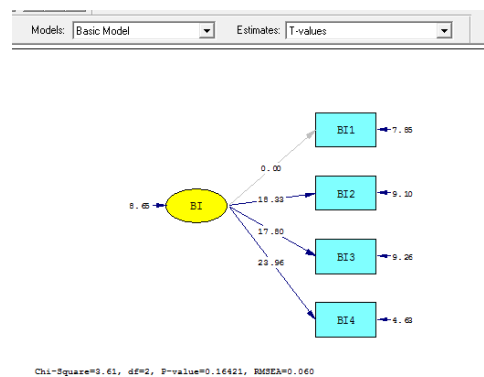 Models: Basic Model Estimates: T-values
BI1 7.85
0.00
8.65 BI 18.33 BI2 9.10
17.80
BI3 9.26
23.96
BI4 4.63
Chi-Square=3.61, df=2, P-value=0.16421, RMSEA=0.060